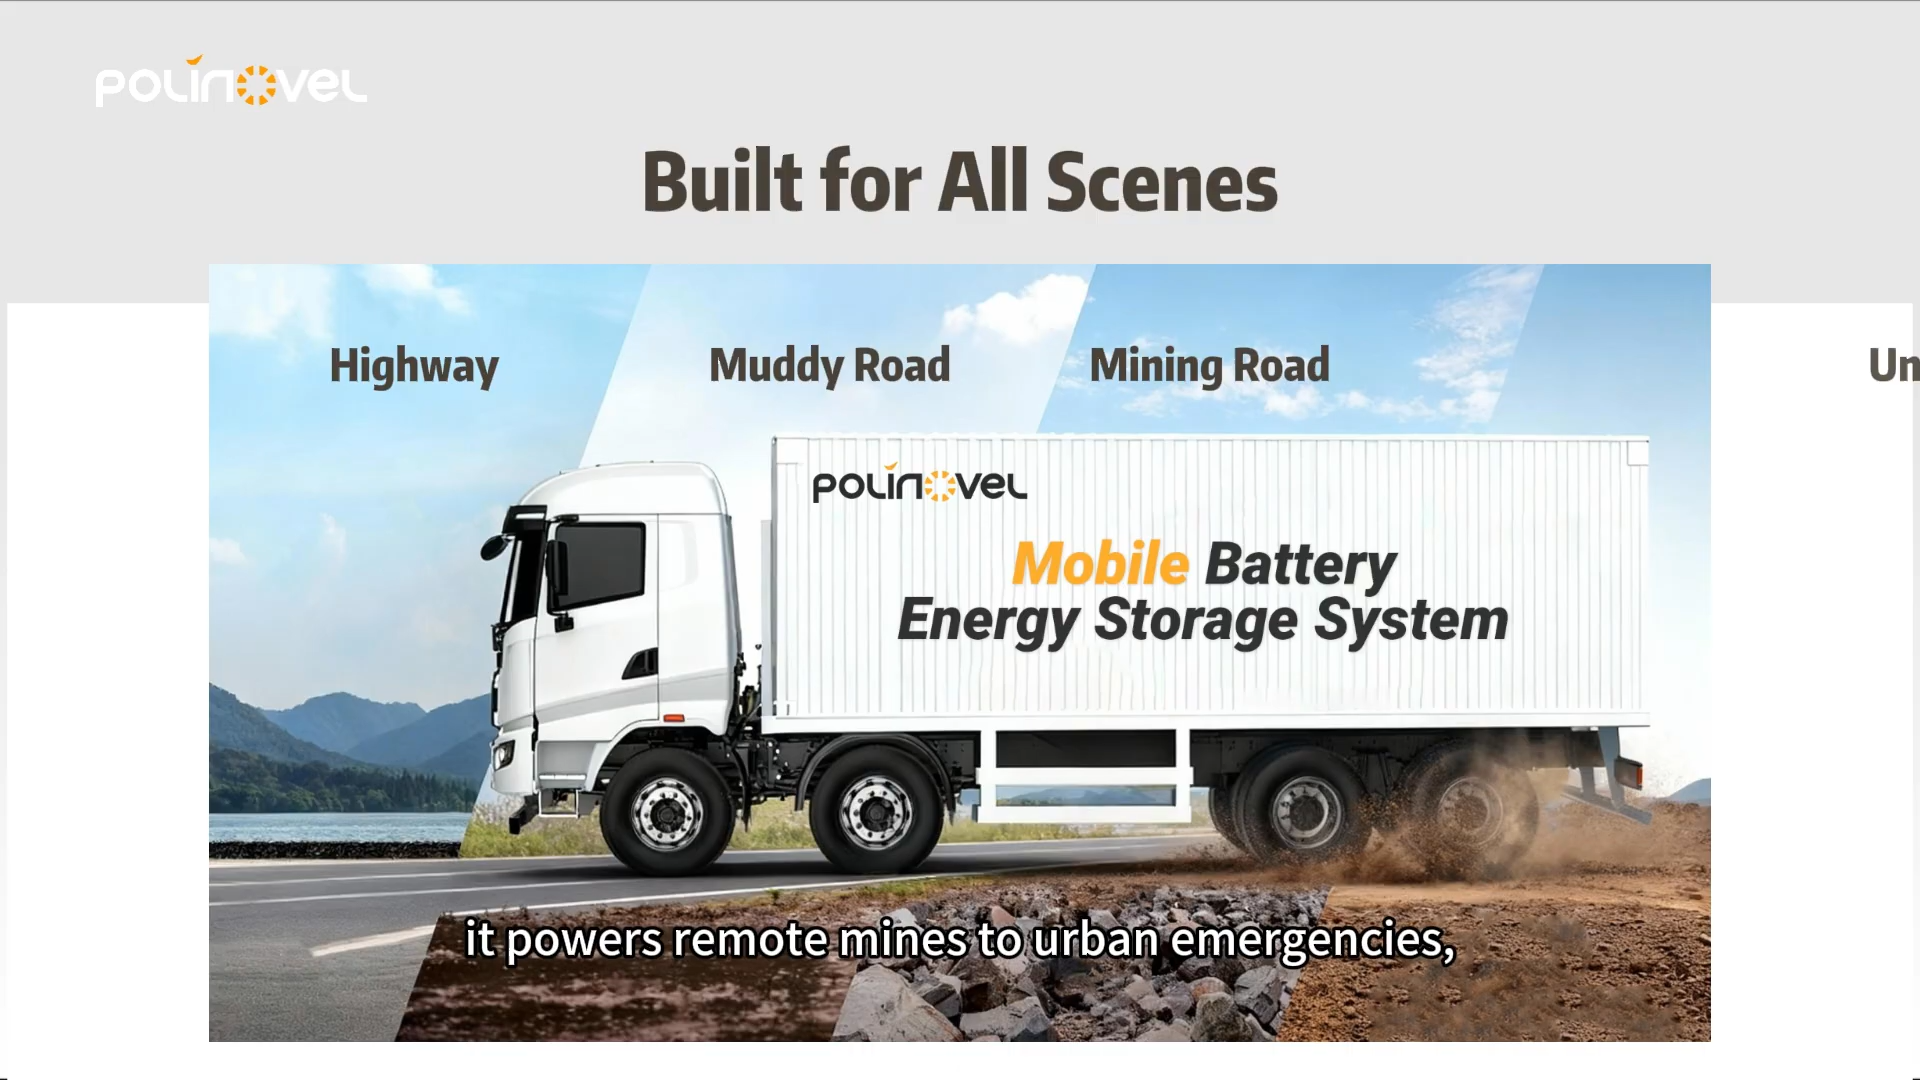 POLINOVEL
Built for All Scenes
Highway
Muddy Road
Mining Road
Un
POLINOVEL
Mobile Battery
Energy Storage System
it powers remote mines to urban emergencies,